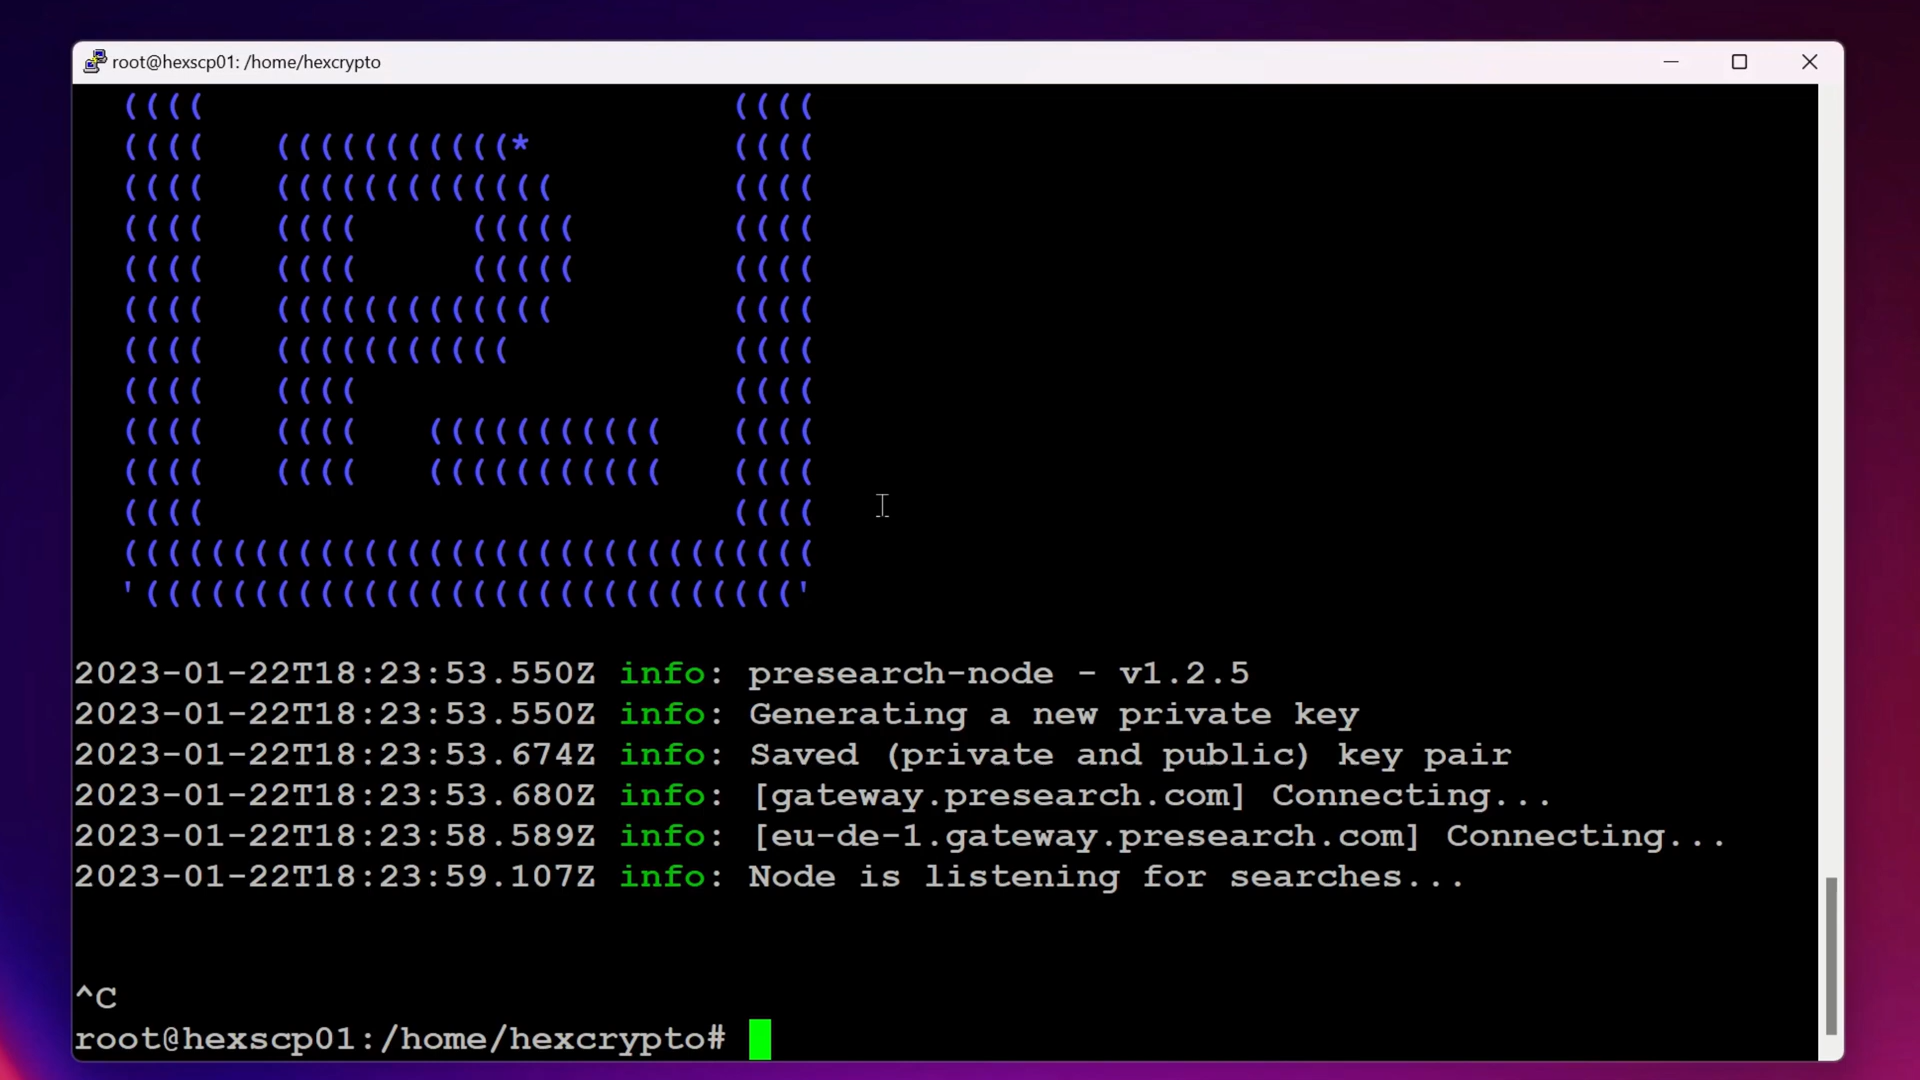 root@hexscp01: /home/hexcrypto
((((                        ((((
((((   (((((((((((*         ((((
((((   (((((((((((((        ((((
((((   ((((     (((((       ((((
((((   ((((     (((((       ((((
((((   (((((((((((((        ((((
((((   (((((((((((          ((((
((((   ((((                 ((((
((((   ((((   (((((((((((   ((((
((((   ((((   (((((((((((   ((((
((((                        ((((
((((((((((((((((((((((((((((((((
'(((((((((((((((((((((((((((((('
2023-01-22T18:23:53.550Z info: presearch-node - v1.2.5
2023-01-22T18:23:53.550Z info: Generating a new private key
2023-01-22T18:23:53.674Z info: Saved (private and public) key pair
2023-01-22T18:23:53.680Z info: [gateway.presearch.com] Connecting...
2023-01-22T18:23:58.589Z info: [eu-de-1.gateway.presearch.com] Connecting...
2023-01-22T18:23:59.107Z info: Node is listening for searches...
^C
root@hexscp01:/home/hexcrypto#